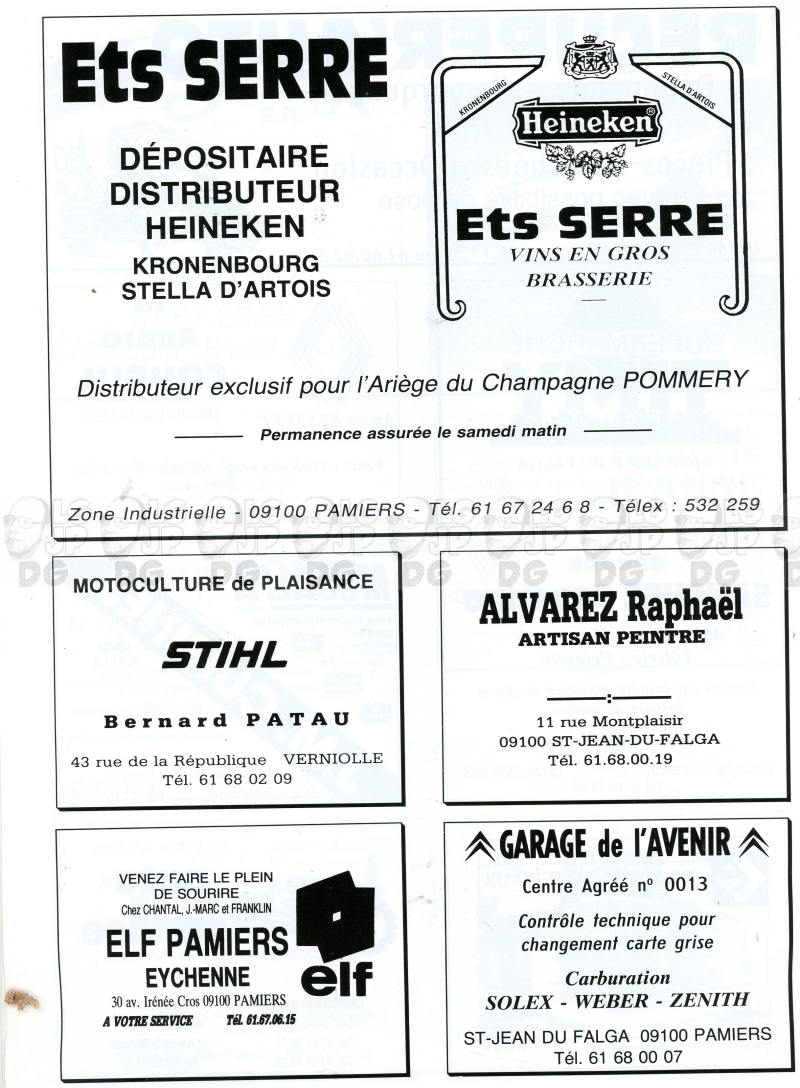 Ets SERRE
DÉPOSITAIRE
DISTRIBUTEUR
HEINEKEN
KRONENBOURG
STELLA D'ARTOIS
KRONENBOURG
STELLA D'ARTOIS
Heineken®
Ets SERRE
VINS EN GROS
BRASSERIE
Distributeur exclusif pour l'Ariège du Champagne POMMERY
Permanence assurée le samedi matin
Zone Industrielle - 09100 PAMIERS - Tél. 61 67 24 6 8 - Télex : 532 259
MOTOCULTURE de PLAISANCE
STIHL
Bernard PATAU
43 rue de la République VERNIOLLE
Tél. 61 68 02 09
ALVAREZ Raphaël
ARTISAN PEINTRE
11 rue Montplaisir
09100 ST-JEAN-DU-FALGA
Tél. 61.68.00.19
VENEZ FAIRE LE PLEIN
DE SOURIRE
Chez CHANTAL, J.-MARC et FRANKLIN
ELF PAMIERS
EYCHENNE
elf
30 av. Irénée Cros 09100 PAMIERS
A VOTRE SERVICE Tél. 61.67.06.15
GARAGE de l'AVENIR
Centre Agréé nº 0013
Contrôle technique pour
changement carte grise
Carburation
SOLEX - WEBER - ZENITH
ST-JEAN DU FALGA 09100 PAMIERS
Tél. 61 68 00 07